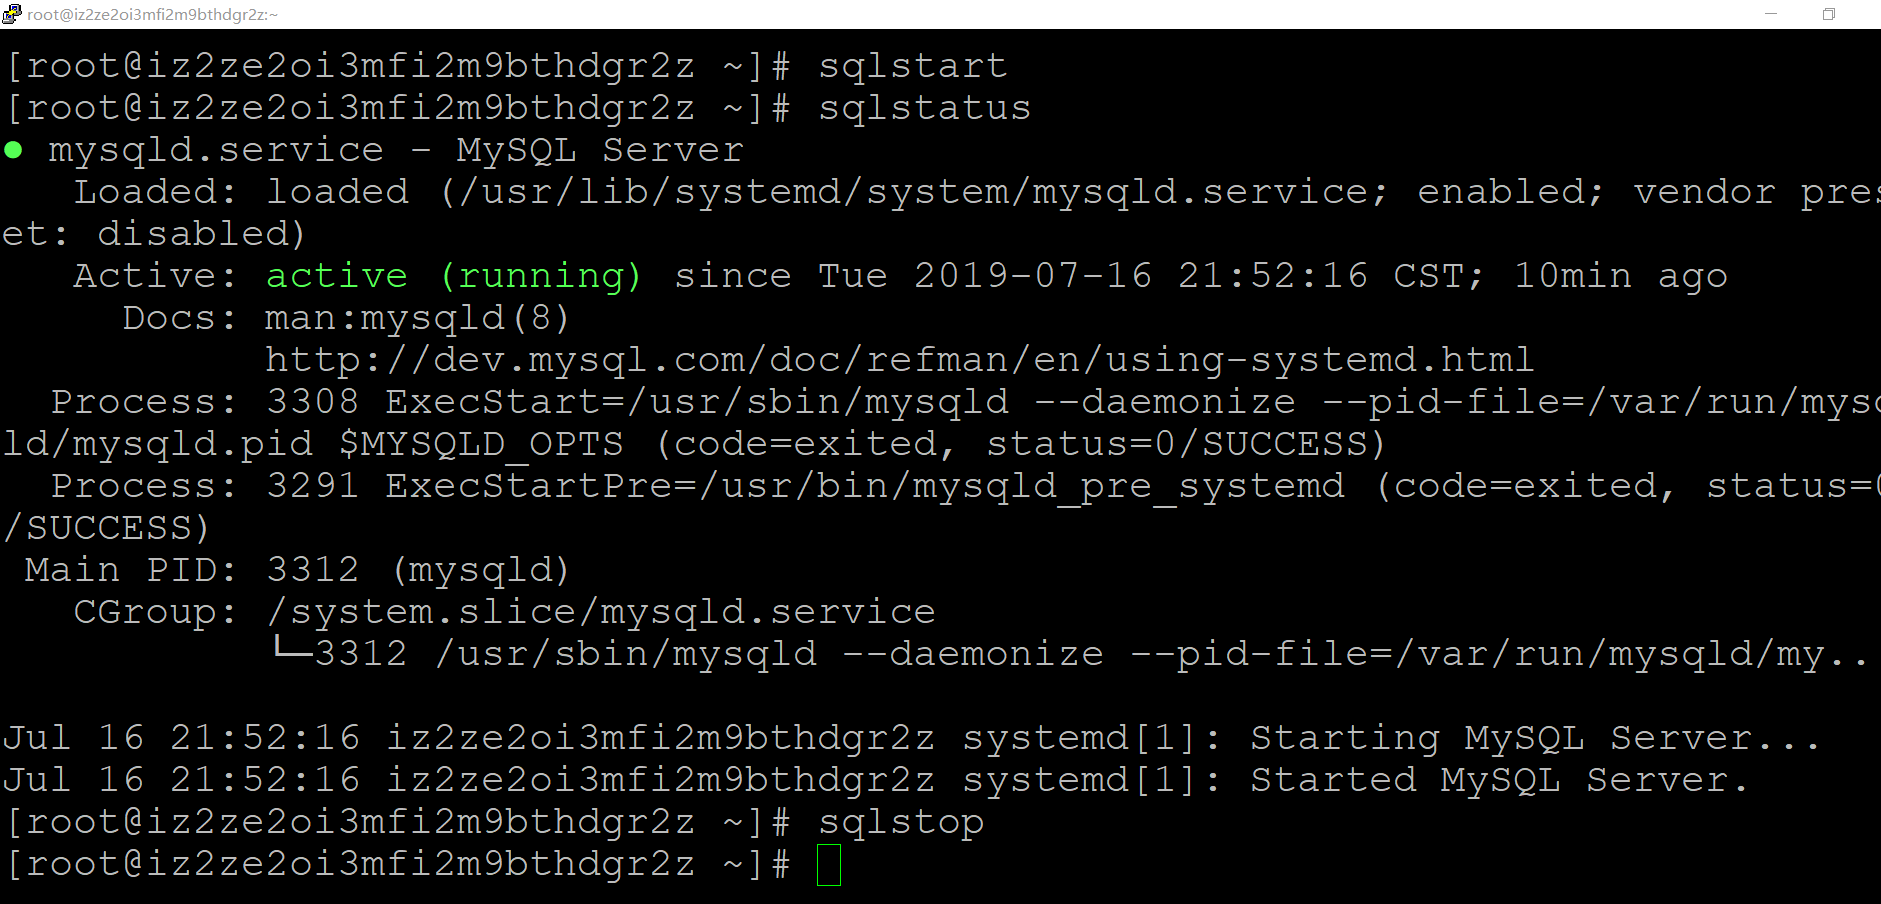 root@iz2ze2oi3mfi2m9bthdgr2z:~
[root@iz2ze2oi3mfi2m9bthdgr2z ~]# sqlstart
[root@iz2ze2oi3mfi2m9bthdgr2z ~]# sqlstatus
● mysqld.service - MySQL Server
   Loaded: loaded (/usr/lib/systemd/system/mysqld.service; enabled; vendor pres
et: disabled)
   Active: active (running) since Tue 2019-07-16 21:52:16 CST; 10min ago
     Docs: man:mysqld(8)
           http://dev.mysql.com/doc/refman/en/using-systemd.html
  Process: 3308 ExecStart=/usr/sbin/mysqld --daemonize --pid-file=/var/run/mysq
ld/mysqld.pid $MYSQLD_OPTS (code=exited, status=0/SUCCESS)
  Process: 3291 ExecStartPre=/usr/bin/mysqld_pre_systemd (code=exited, status=0
/SUCCESS)
 Main PID: 3312 (mysqld)
   CGroup: /system.slice/mysqld.service
           └─3312 /usr/sbin/mysqld --daemonize --pid-file=/var/run/mysqld/my..
Jul 16 21:52:16 iz2ze2oi3mfi2m9bthdgr2z systemd[1]: Starting MySQL Server...
Jul 16 21:52:16 iz2ze2oi3mfi2m9bthdgr2z systemd[1]: Started MySQL Server.
[root@iz2ze2oi3mfi2m9bthdgr2z ~]# sqlstop
[root@iz2ze2oi3mfi2m9bthdgr2z ~]#